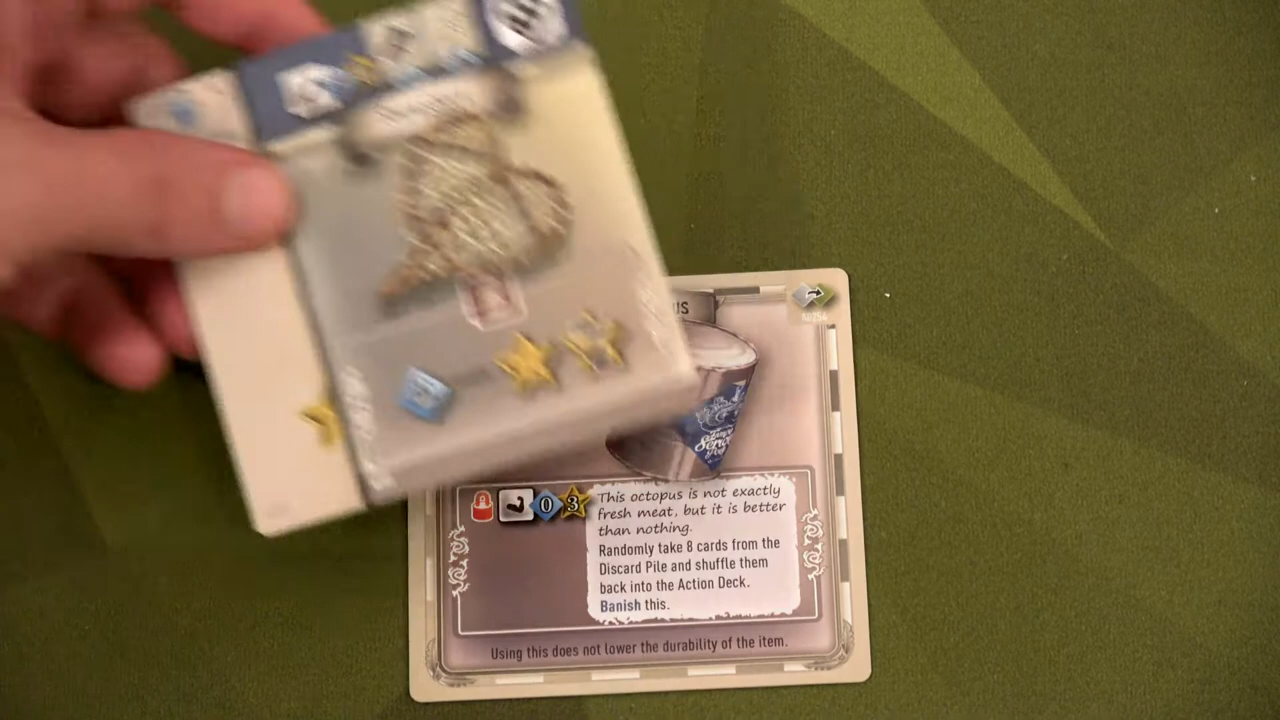 US
0 3
This octopus is not exactly
fresh meat, but it is better
than nothing.
Randomly take 8 cards from the
Discard Pile and shuffle them
back into the Action Deck.
Banish this.
Using this does not lower the durability of the item.